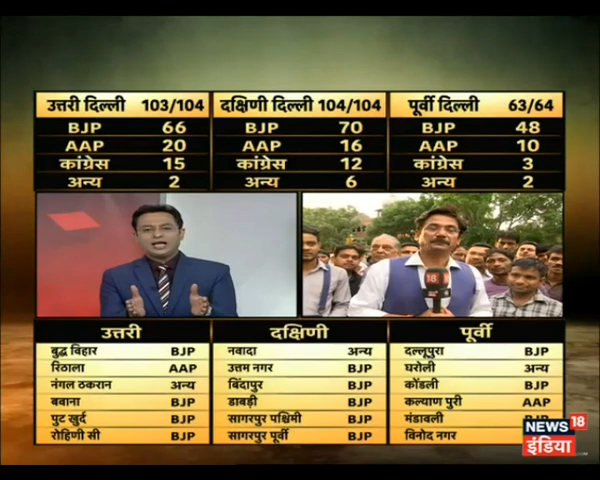 उत्तरी दिल्ली 103/104
BJP 66
AAP 20
कांग्रेस 15
अन्य 2
दक्षिणी दिल्ली 104/104
BJP 70
AAP 16
कांग्रेस 12
अन्य 6
पूर्वी दिल्ली 63/64
BJP 48
AAP 10
कांग्रेस 3
अन्य 2
18
उत्तरी
बुद्ध विहार BJP
रिठाला AAP
नंगल ठकरान अन्य
बवाना BJP
पुट खुर्द BJP
रोहिणी सी BJP
दक्षिणी
नवादा अन्य
उत्तम नगर BJP
बिंदापुर BJP
डाबड़ी BJP
सागरपर पश्चिमी BJP
सागरपुर पूर्वी BJP
पूर्वी
दल्लूपुरा BJP
घरोली अन्य
कोंडली BJP
कल्याण पुरी AAP
मंडावली
विनोद नगर
NEWS 18
इंडिया